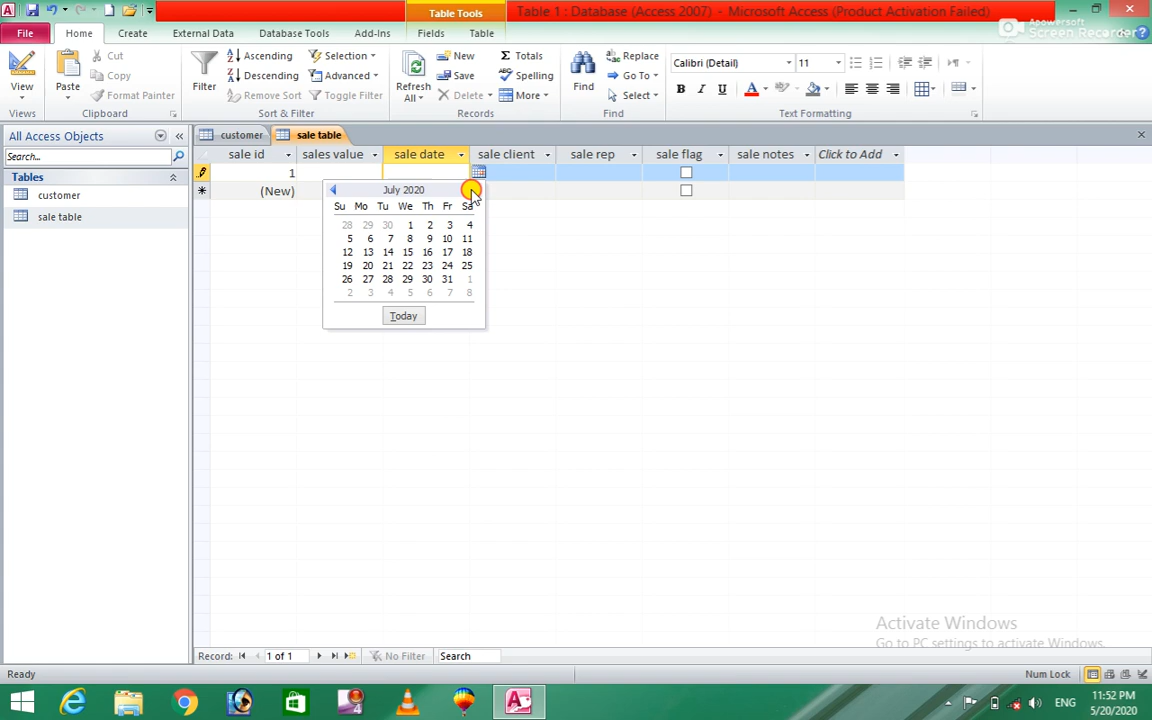 Table Tools
Table 1 : Database (Access 2007) - Microsoft Access (Product Activation Failed)
Apowersoft
Screen Recorder
File Home Create External Data Database Tools Add-Ins Fields Table
View
Views
Paste
Cut
Copy
Format Painter
Clipboard
Filter
Ascending
Descending
Remove Sort
Selection
Advanced
Toggle Filter
Sort & Filter
Refresh
All
New
Save
Delete
Totals
Spelling
More
Records
Find
Replace
Go To
Select
Find
Calibri (Detail) 11
B I U A
Text Formatting
All Access Objects
Search...
Tables
customer
sale table
customer sale table
sale id sales value sale date sale client sale rep sale flag sale notes Click to Add
1
(New)
July 2020
Su Mo Tu We Th Fr Sa
28 29 30 1 2 3 4
5 6 7 8 9 10 11
12 13 14 15 16 17 18
19 20 21 22 23 24 25
26 27 28 29 30 31 1
2 3 4 5 6 7 8
Today
Activate Windows
Go to PC settings to activate Windows.
Record: 1 of 1 No Filter Search
Ready Num Lock
ENG
11:52 PM
5/20/2020